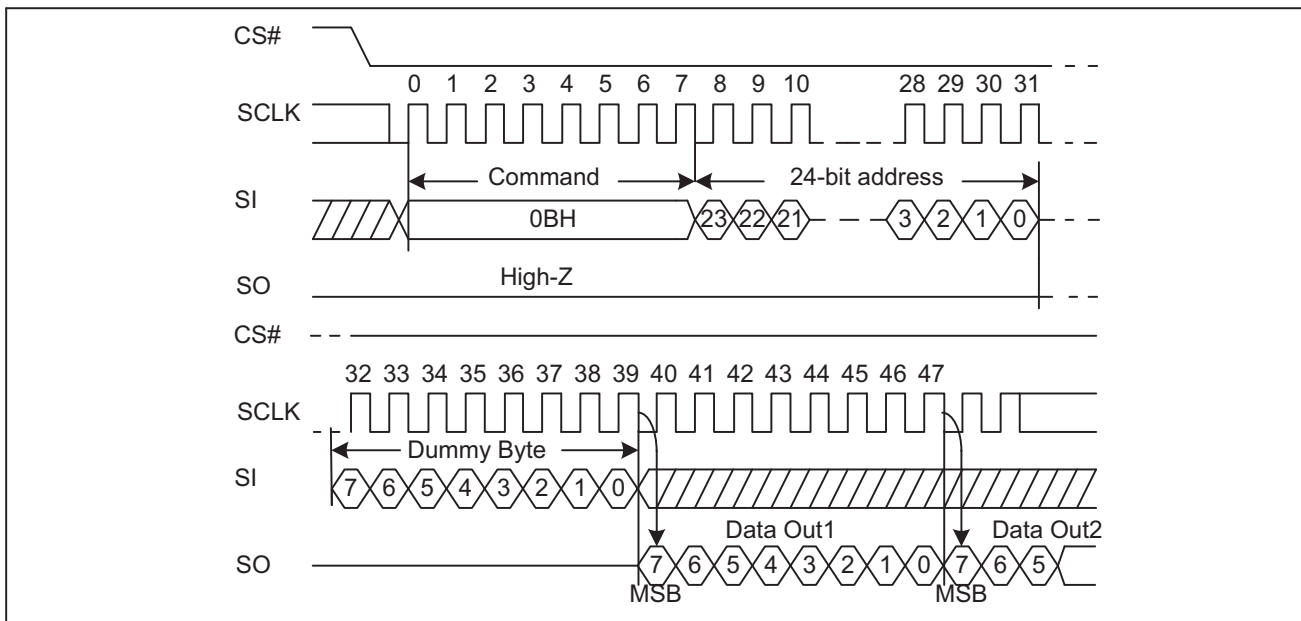 CS#
0 1 2 3 4 5 6 7 8 9 10 28 29 30 31
SCLK
Command 24-bit address
SI
0BH 23 22 21 3 2 1 0
High-Z
SO
CS#
32 33 34 35 36 37 38 39 40 41 42 43 44 45 46 47
SCLK
Dummy Byte
SI
7 6 5 4 3 2 1 0
Data Out1 Data Out2
SO
7 6 5 4 3 2 1 0 7 6 5
MSB MSB